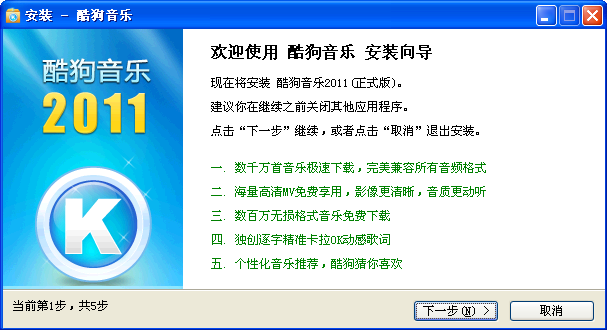 安装 - 酷狗音乐
酷狗音乐
2011
K
欢迎使用 酷狗音乐 安装向导
现在将安装 酷狗音乐2011(正式版)。
建议你在继续之前关闭其他应用程序。
点击“下一步”继续，或者点击“取消”退出安装。
一. 数千万首音乐极速下载，完美兼容所有音频格式
二. 海量高清MV免费享用，影像更清晰，音质更动听
三. 数百万无损格式音乐免费下载
四. 独创逐字精准卡拉OK动感歌词
五. 个性化音乐推荐，酷狗猜你喜欢
当前第1步，共5步
下一步(N) >
取消